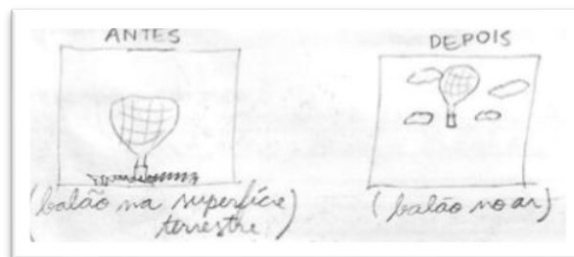 ANTES
(balão na superfície
terrestre)
DEPOIS
(balão no ar)